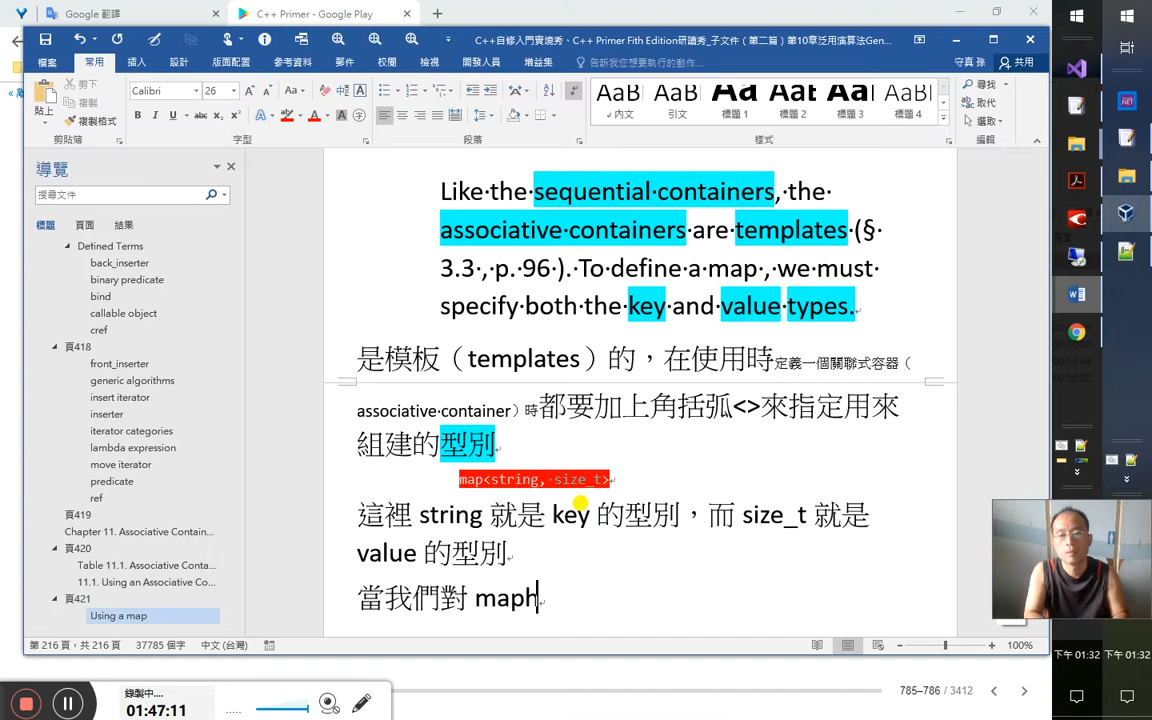 Google 翻譯
C++ Primer - Google Play
C++自修入門實境秀、C++ Primer Fith Edition研讀秀_子文件（第二篇）第10章泛用演算法Gen...
檔案
常用
插入
設計
版面配置
參考資料
郵件
校閱
檢視
開發人員
增益集
告訴我您想要執行的動作...
守真 孫
共用
貼上
剪下
複製
複製格式
剪貼簿
Calibri
26
字型
段落
AaBb
AaBb
AaBb
AaBb
AaBb
AaBb
內文
引文
標題 1
標題 2
標題 3
標題 4
樣式
尋找
取代
選取
編輯
導覽
搜尋文件
標題
頁面
結果
Defined Terms
back_inserter
binary predicate
bind
callable object
cref
頁418
front_inserter
generic algorithms
insert iterator
inserter
iterator categories
lambda expression
move iterator
predicate
ref
頁419
Chapter 11. Associative Contain...
頁420
Table 11.1. Associative Conta...
11.1. Using an Associative Co...
頁421
Using a map
Like the sequential containers, the
associative containers are templates (§
3.3 , p. 96 ). To define a map , we must
specify both the key and value types.
是模板（templates）的，在使用時定義一個關聯式容器（
associative container）時都要加上角括弧<>來指定用來
組建的型別
map<string, size_t>
這裡 string 就是 key 的型別，而 size_t 就是
value 的型別
當我們對 maph
第 216 頁，共 216 頁
37785 個字
中文 (台灣)
100%
錄製中....
01:47:11
785–786 / 3412
下午 01:32
下午 01:32